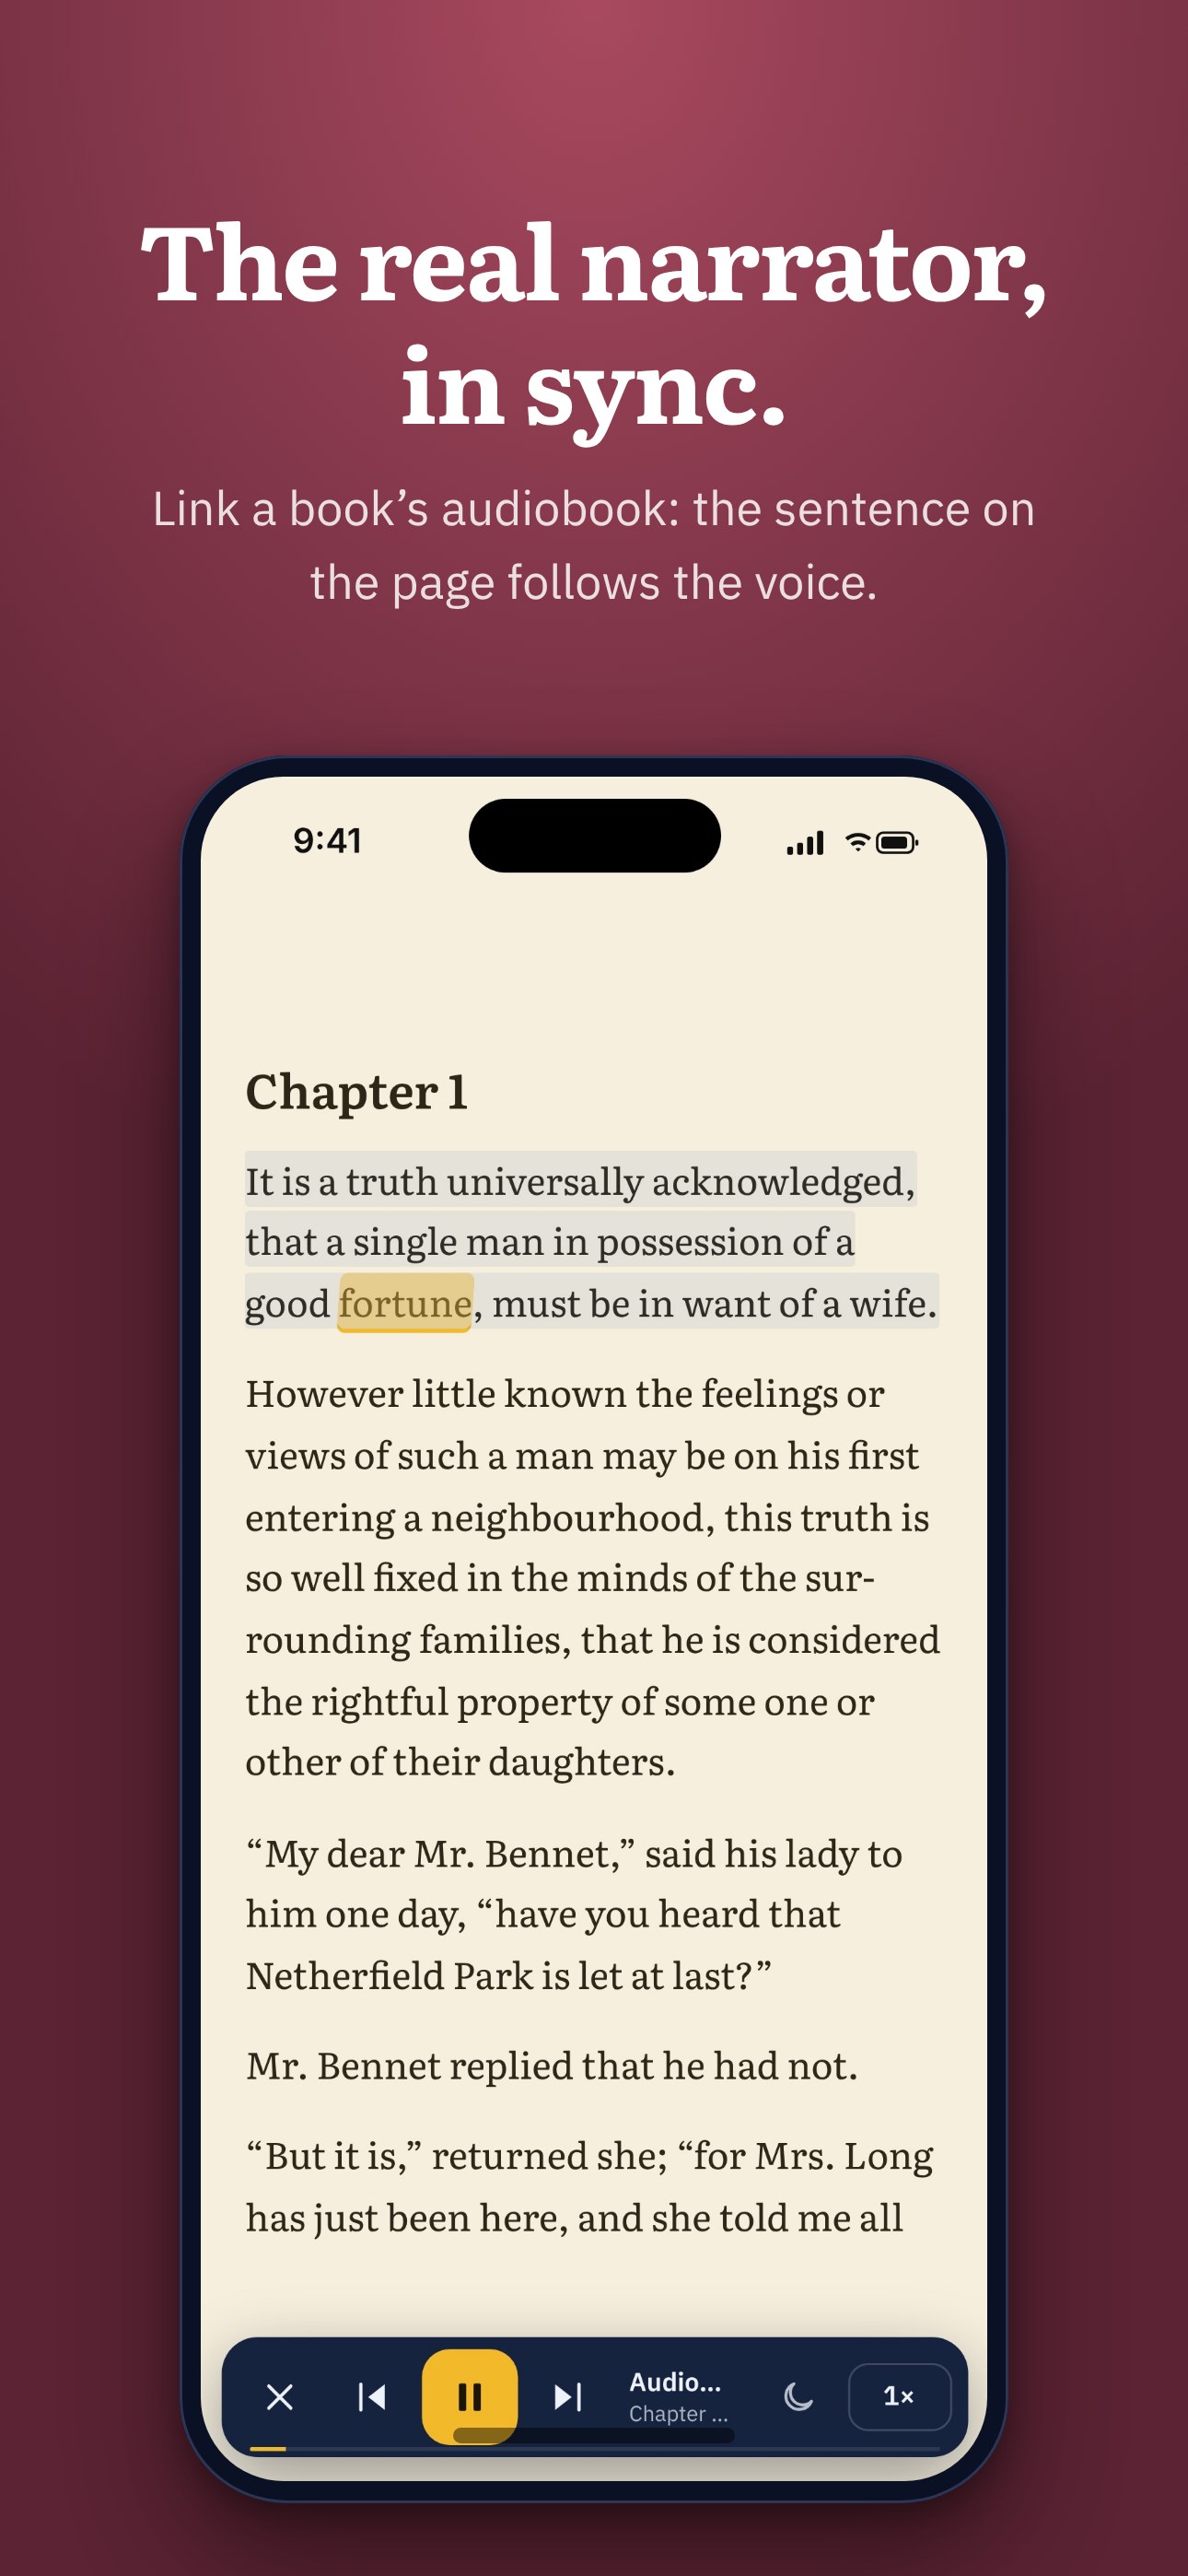 The real narrator,
in sync.
Link a book’s audiobook: the sentence on
the page follows the voice.
9:41
Chapter 1
It is a truth universally acknowledged,
that a single man in possession of a
good fortune, must be in want of a wife.
However little known the feelings or
views of such a man may be on his first
entering a neighbourhood, this truth is
so well fixed in the minds of the sur-
rounding families, that he is considered
the rightful property of some one or
other of their daughters.
“My dear Mr. Bennet,” said his lady to
him one day, “have you heard that
Netherfield Park is let at last?”
Mr. Bennet replied that he had not.
“But it is,” returned she; “for Mrs. Long
has just been here, and she told me all
Audio...
Chapter ...
1×